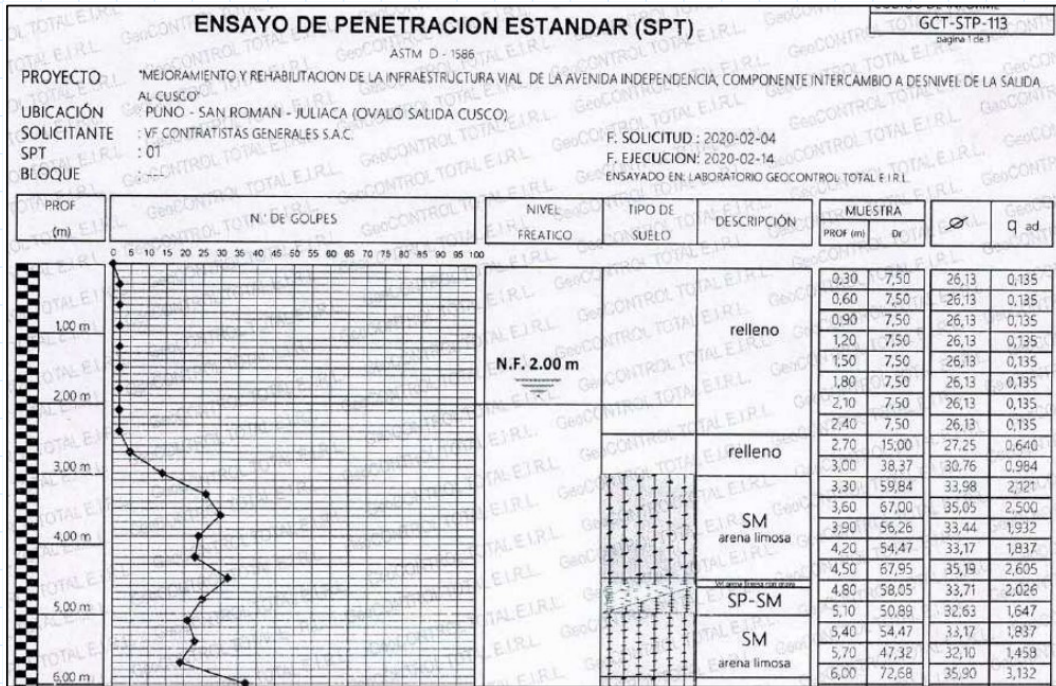 ENSAYO DE PENETRACION ESTANDAR (SPT)
GCT-STP-113
pagina 1 de 1
ASTM D - 1586
PROYECTO : "MEJORAMIENTO Y REHABILITACION DE LA INFRAESTRUCTURA VIAL DE LA AVENIDA INDEPENDENCIA, COMPONENTE INTERCAMBIO A DESNIVEL DE LA SALIDA
AL CUSCO"
UBICACIÓN : PUNO - SAN ROMAN - JULIACA (OVALO SALIDA CUSCO)
SOLICITANTE : VF CONTRATISTAS GENERALES S.A.C.
F. SOLICITUD : 2020-02-04
SPT : 01
F. EJECUCION: 2020-02-14
BLOQUE : ---
ENSAYADO EN: LABORATORIO GEOCONTROL TOTAL E.I.R.L
PROF (m) N.° DE GOLPES NIVEL FREATICO TIPO DE SUELO DESCRIPCIÓN MUESTRA PROF (m) Dr Ø q ad
0 5 10 15 20 25 30 35 40 45 50 55 60 65 70 75 80 85 90 95 100
0,30 7,50 26,13 0,135
0,60 7,50 26,13 0,135
0,90 7,50 26,13 0,135
1,00 m
relleno
1,20 7,50 26,13 0,135
1,50 7,50 26,13 0,135
N.F. 2.00 m
1,80 7,50 26,13 0,135
2,00 m
2,10 7,50 26,13 0,135
2,40 7,50 26,13 0,135
relleno
2,70 15,00 27,25 0,640
3,00 m
3,00 38,37 30,76 0,984
3,30 59,84 33,98 2,121
3,60 67,00 35,05 2,500
SM
arena limosa
3,90 56,26 33,44 1,932
4,00 m
4,20 54,47 33,17 1,837
4,50 67,95 35,19 2,605
SP-SM
4,80 58,05 33,71 2,026
5,00 m
5,10 50,89 32,63 1,647
SM
arena limosa
5,40 54,47 33,17 1,837
5,70 47,32 32,10 1,458
6,00 m
6,00 72,68 35,90 3,132
GeoCONTROL TOTAL E.I.R.L.